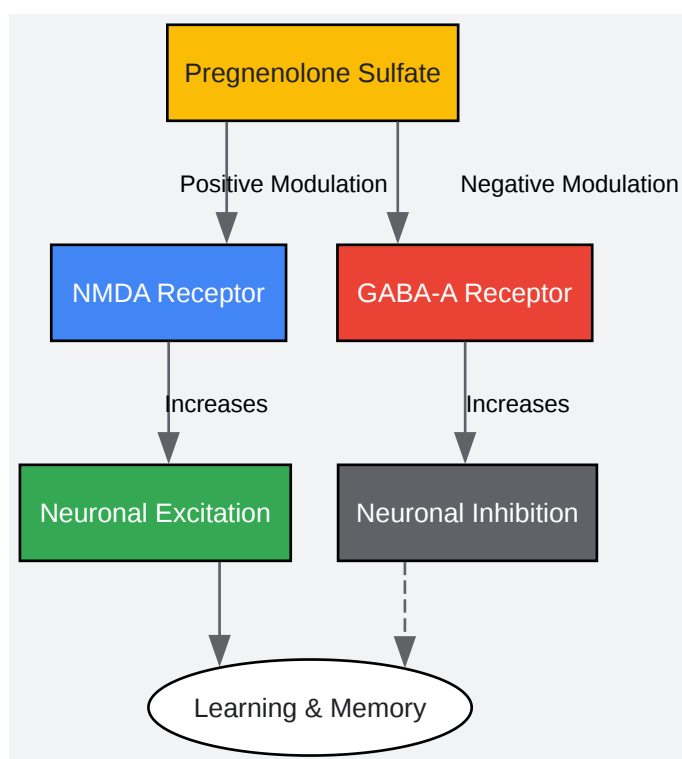 Pregnenolone Sulfate
Positive Modulation
Negative Modulation
NMDA Receptor
GABA-A Receptor
Increases
Increases
Neuronal Excitation
Neuronal Inhibition
Learning & Memory